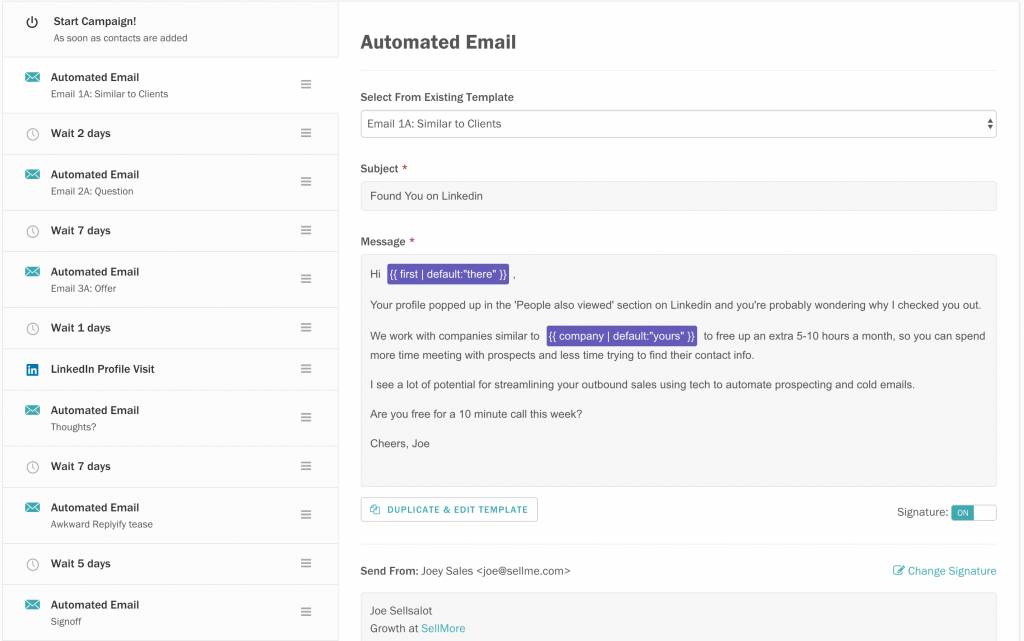 Start Campaign!
As soon as contacts are added
Automated Email
Email 1A: Similar to Clients
Wait 2 days
Automated Email
Email 2A: Question
Wait 7 days
Automated Email
Email 3A: Offer
Wait 1 days
LinkedIn Profile Visit
Automated Email
Thoughts?
Wait 7 days
Automated Email
Awkward Replyify tease
Wait 5 days
Automated Email
Signoff
Automated Email
Select From Existing Template
Email 1A: Similar to Clients
Subject *
Found You on Linkedin
Message *
Hi {{ first | default:"there" }} ,
Your profile popped up in the 'People also viewed' section on Linkedin and you're probably wondering why I checked you out.
We work with companies similar to {{ company | default:"yours" }} to free up an extra 5-10 hours a month, so you can spend
more time meeting with prospects and less time trying to find their contact info.
I see a lot of potential for streamlining your outbound sales using tech to automate prospecting and cold emails.
Are you free for a 10 minute call this week?
Cheers, Joe
DUPLICATE & EDIT TEMPLATE
Signature: ON
Send From: Joey Sales <joe@sellme.com>
Change Signature
Joe Sellsalot
Growth at SellMore